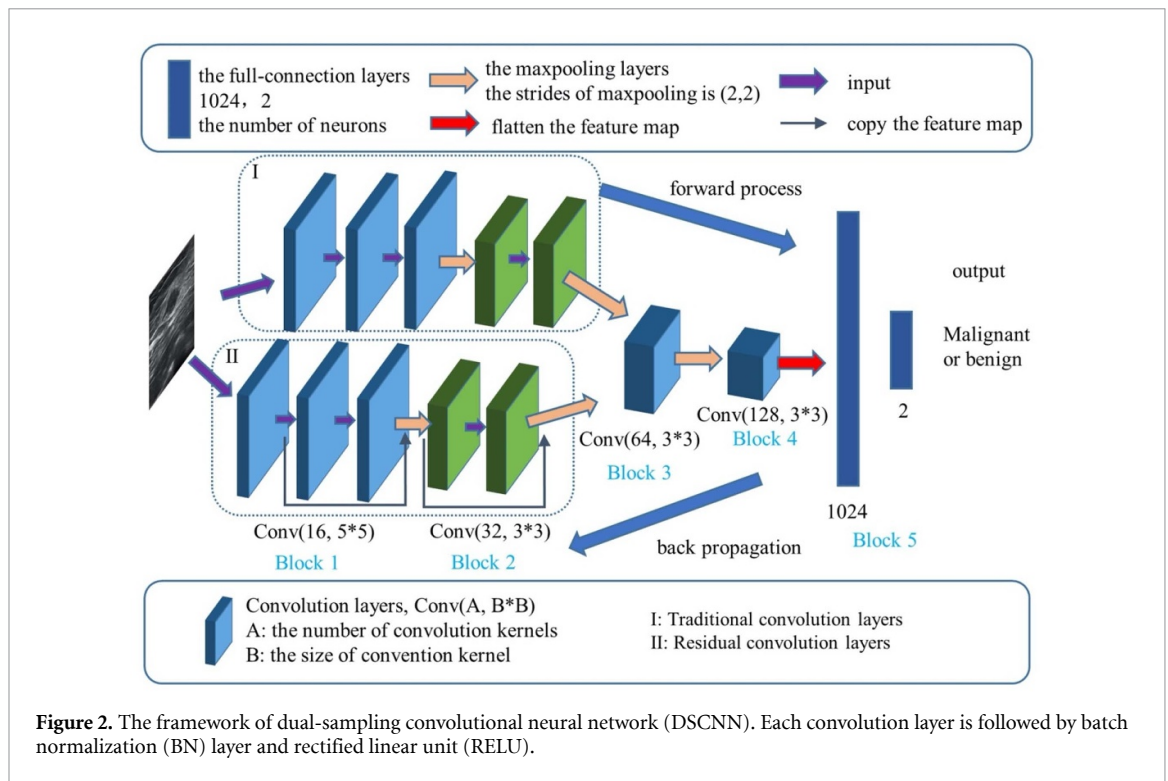 the full-connection layers
1024，2
the number of neurons
the maxpooling layers
the strides of maxpooling is (2,2)
flatten the feature map
input
copy the feature map
I
forward process
output
Malignant
or benign
2
II
Conv(128, 3*3)
Block 4
Conv(64, 3*3)
Block 3
1024
Block 5
Conv(16, 5*5)
Block 1
Conv(32, 3*3)
Block 2
back propagation
Convolution layers, Conv(A, B*B)
A: the number of convolution kernels
B: the size of convention kernel
I: Traditional convolution layers
II: Residual convolution layers
Figure 2. The framework of dual-sampling convolutional neural network (DSCNN). Each convolution layer is followed by batch
normalization (BN) layer and rectified linear unit (RELU).